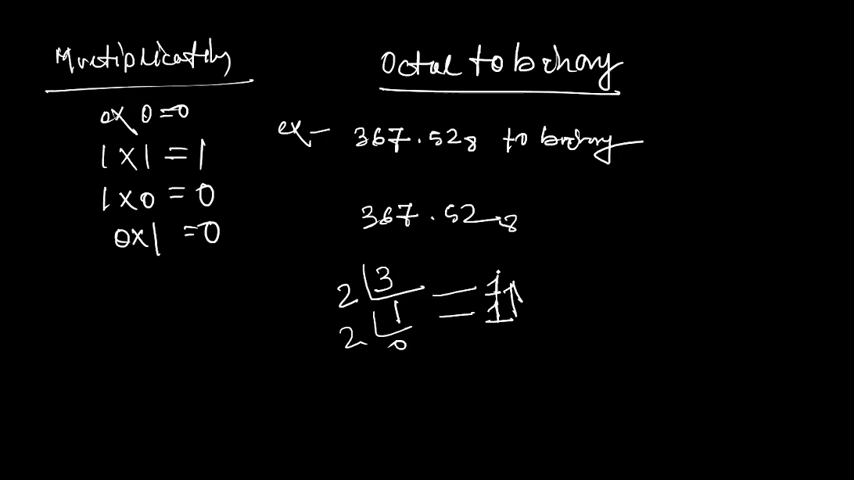 Multiplicatily
0x0=0
1x1=1
1x0=0
0x1=0
Octal to binary
ex- 367.52₈ to binary
367.52₈
2 3 = 1
2 1 = 1
0